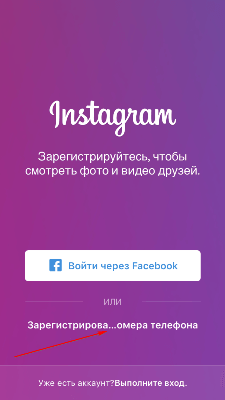 Instagram
Зарегистрируйтесь, чтобы
смотреть фото и видео друзей.
Войти через Facebook
ИЛИ
Зарегистрирова...омера телефона
Уже есть аккаунт?Выполните вход.